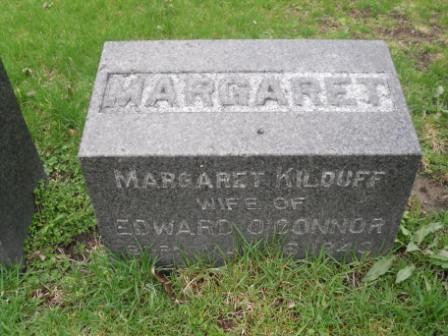 MARGARET
MARGARET KILDUFF
WIFE OF
EDWARD O'CONNOR